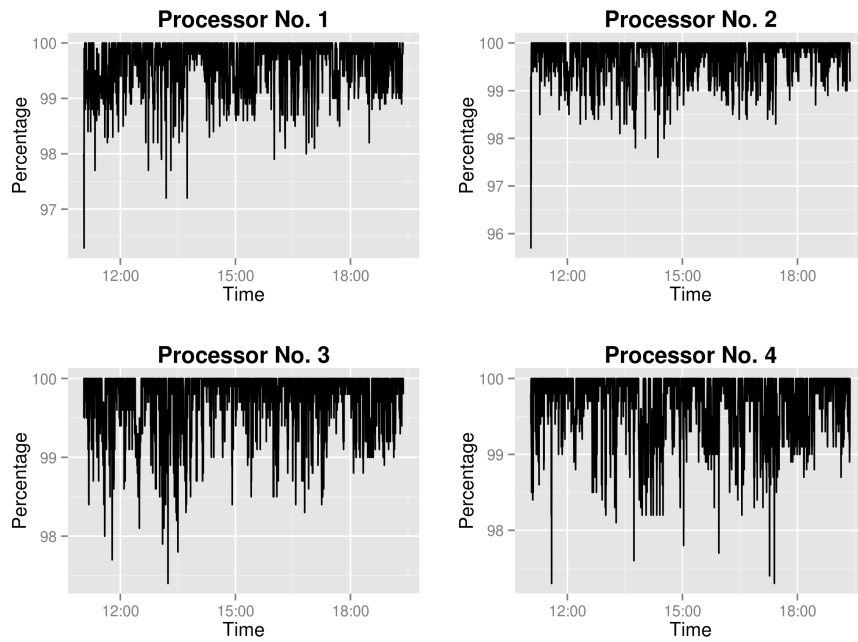 Processor No. 1
Percentage
100
99
98
97
12:00
15:00
18:00
Time
Processor No. 2
Percentage
100
99
98
97
96
12:00
15:00
18:00
Time
Processor No. 3
Percentage
100
99
98
12:00
15:00
18:00
Time
Processor No. 4
Percentage
100
99
98
12:00
15:00
18:00
Time